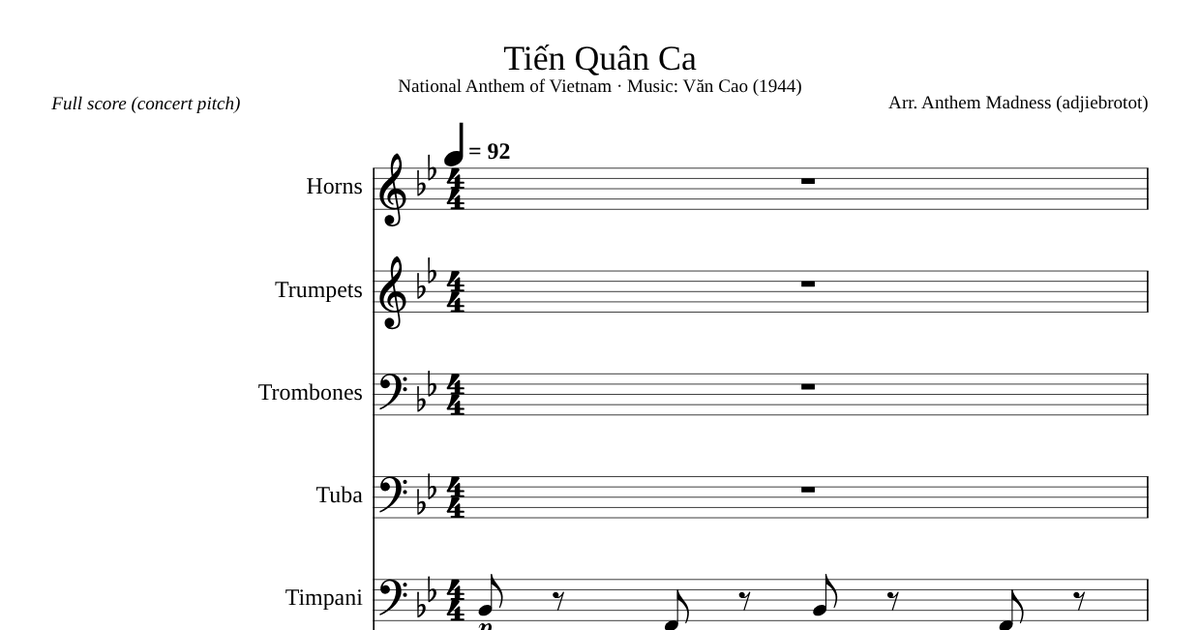 Tiến Quân Ca
National Anthem of Vietnam · Music: Văn Cao (1944)
Full score (concert pitch)
Arr. Anthem Madness (adjiebrotot)
= 92
Horns
Trumpets
Trombones
Tuba
Timpani
p